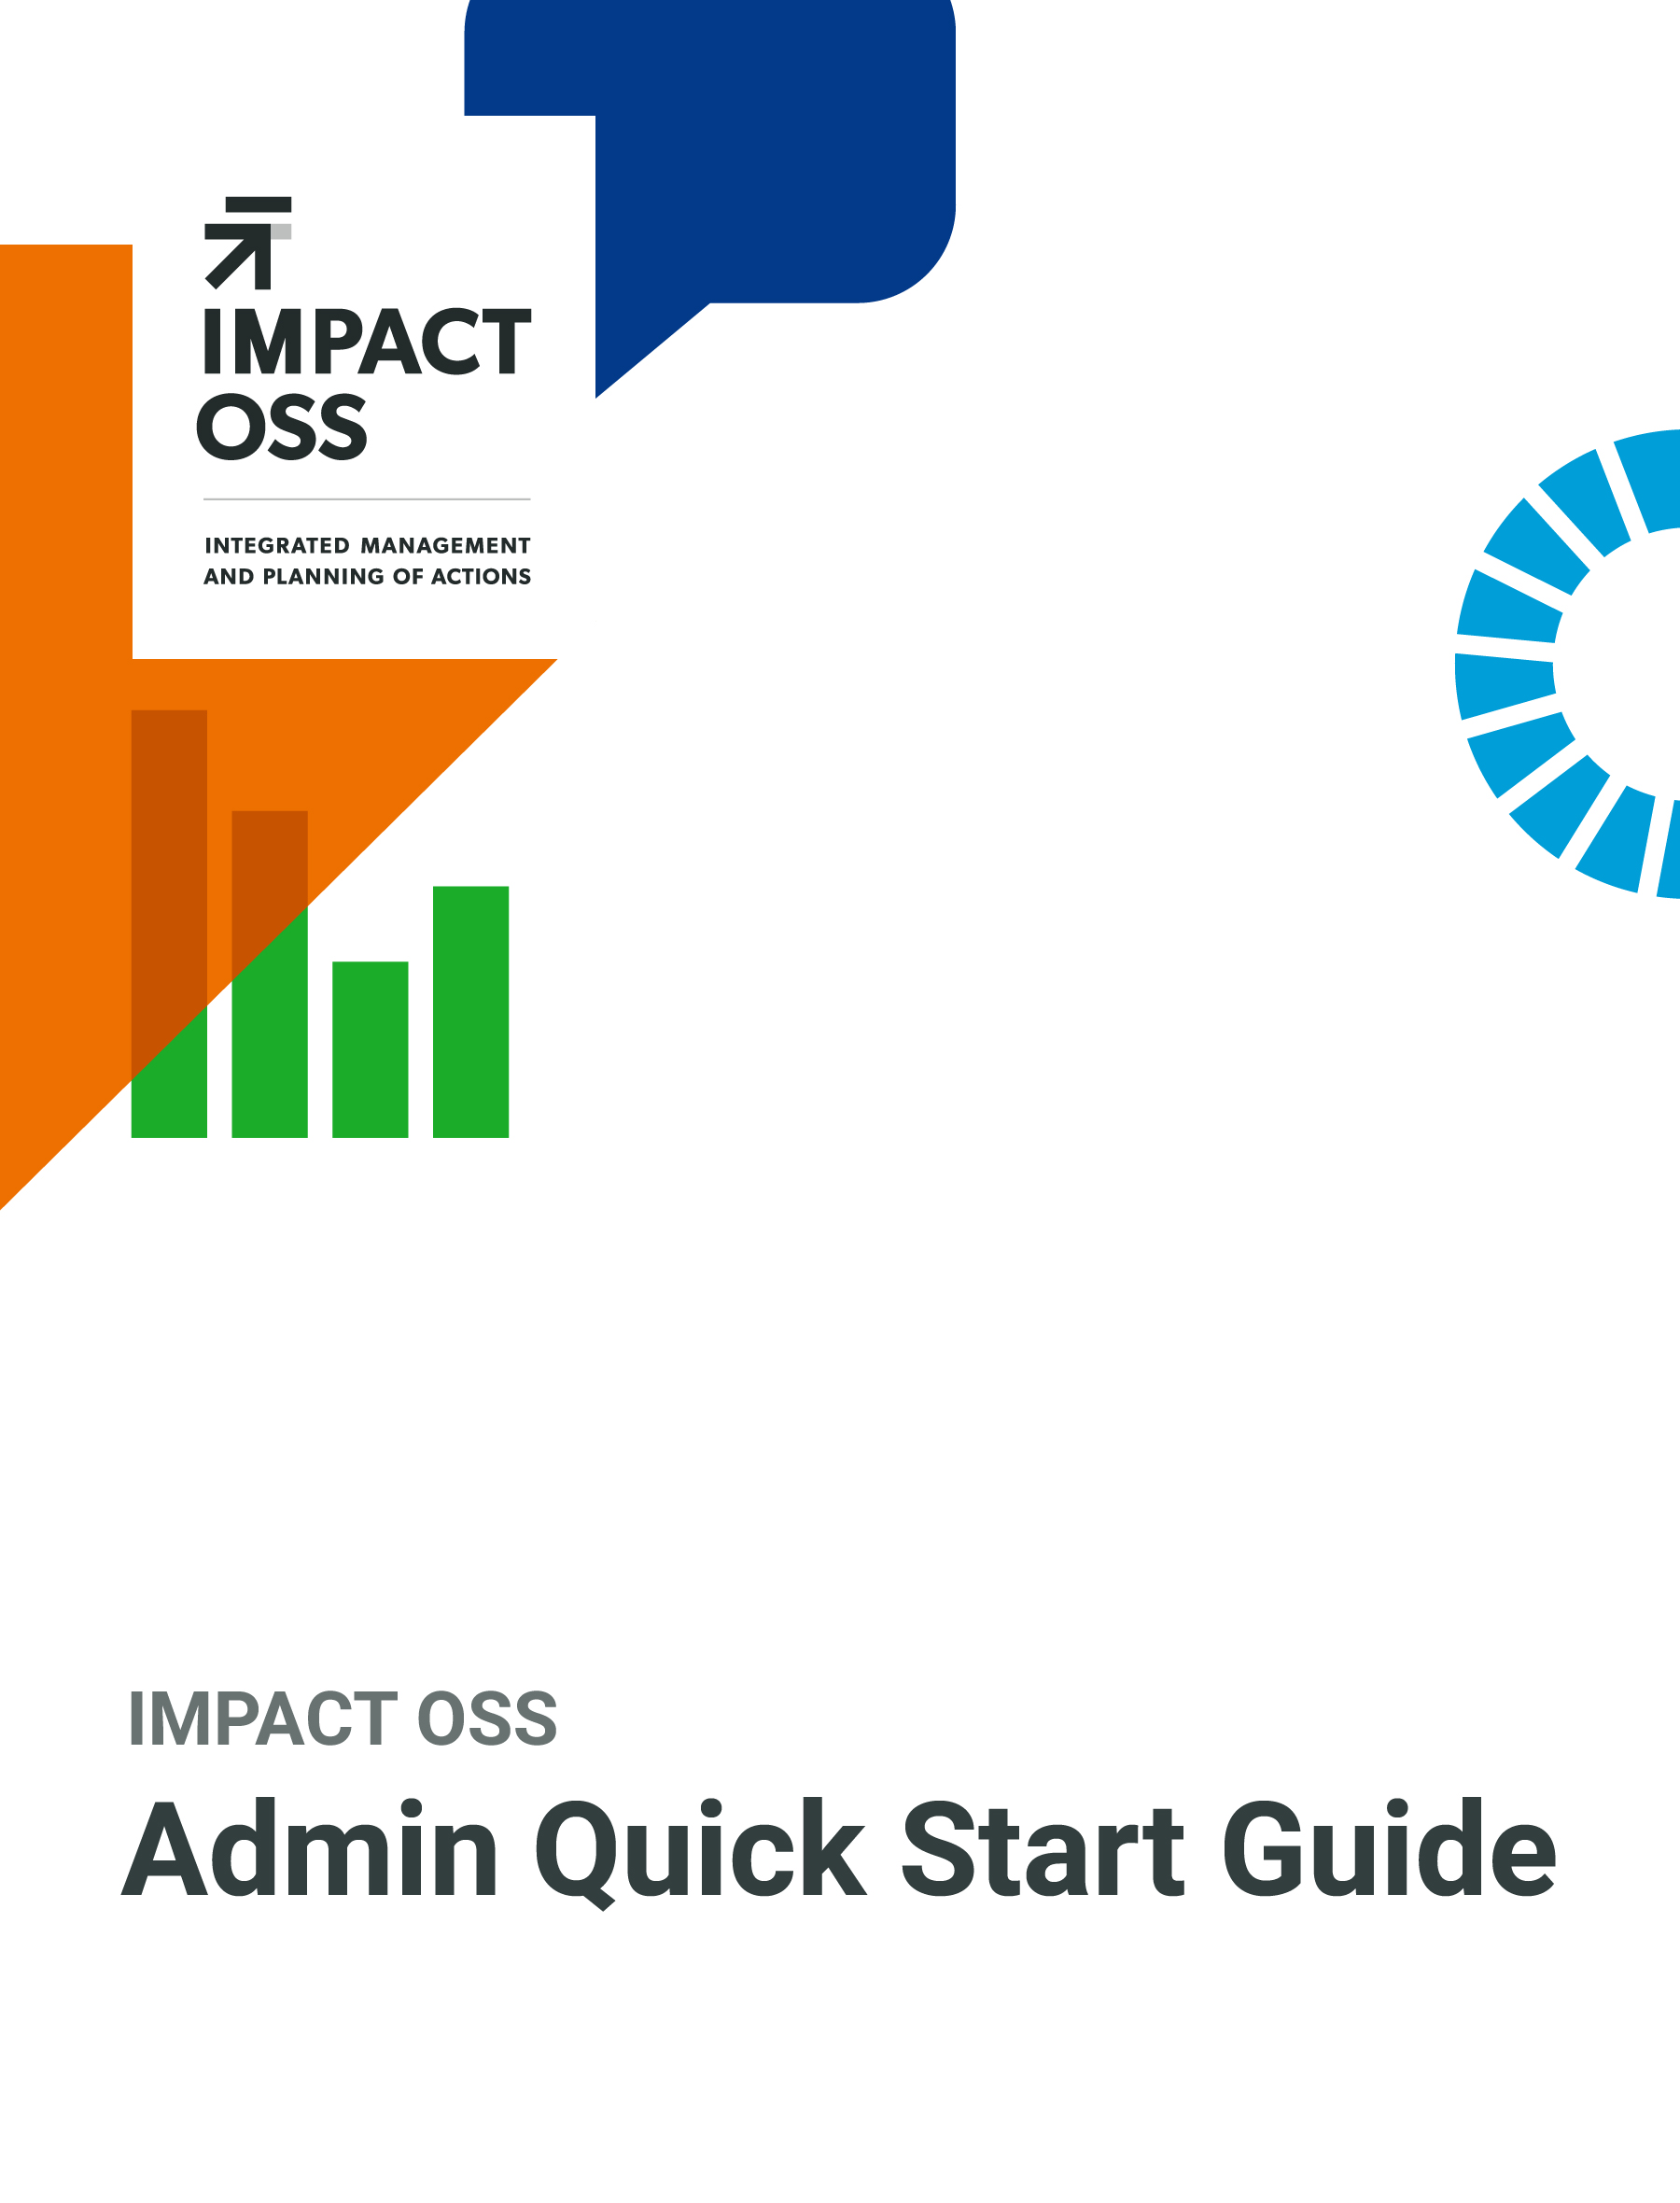 IMPACT
OSS
INTEGRATED MANAGEMENT
AND PLANNING OF ACTIONS
IMPACT OSS
Admin Quick Start Guide